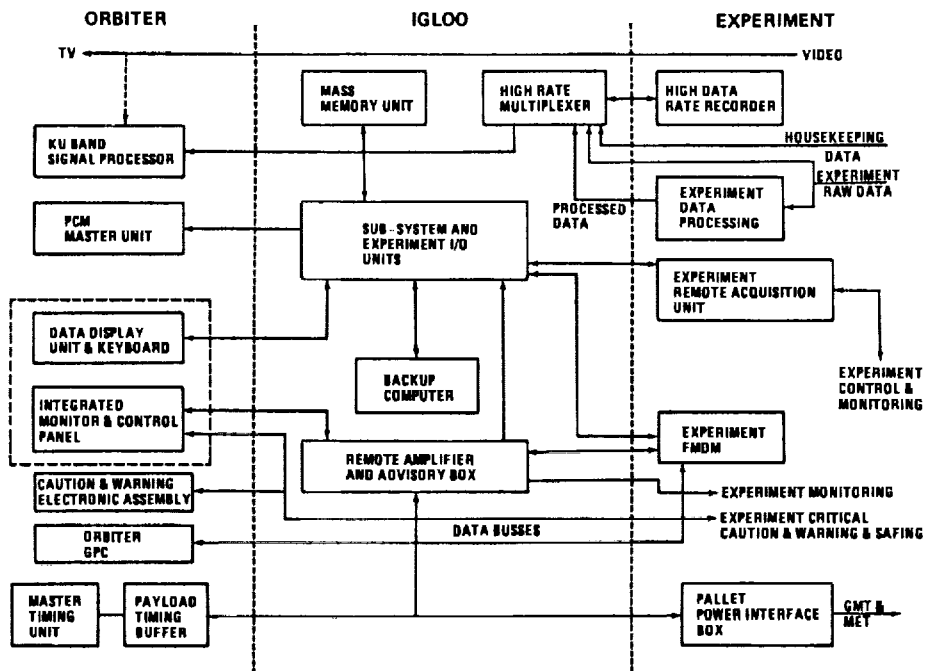 ORBITER
IGLOO
EXPERIMENT
TV
VIDEO
MASS
MEMORY UNIT
HIGH RATE
MULTIPLEXER
HIGH DATA
RATE RECORDER
KU BAND
SIGNAL PROCESSOR
HOUSEKEEPING
DATA
EXPERIMENT
RAW DATA
PROCESSED
DATA
EXPERIMENT
DATA
PROCESSING
PCM
MASTER UNIT
SUB-SYSTEM AND
EXPERIMENT I/O
UNITS
EXPERIMENT
REMOTE ACQUISITION
UNIT
DATA DISPLAY
UNIT & KEYBOARD
BACKUP
COMPUTER
EXPERIMENT
CONTROL &
MONITORING
INTEGRATED
MONITOR & CONTROL
PANEL
EXPERIMENT
FMDM
REMOTE AMPLIFIER
AND ADVISORY BOX
CAUTION & WARNING
ELECTRONIC ASSEMBLY
EXPERIMENT MONITORING
EXPERIMENT CRITICAL
CAUTION & WARNING & SAFING
DATA BUSSES
ORBITER
GPC
MASTER
TIMING
UNIT
PAYLOAD
TIMING
BUFFER
PALLET
POWER INTERFACE
BOX
GMT &
MET